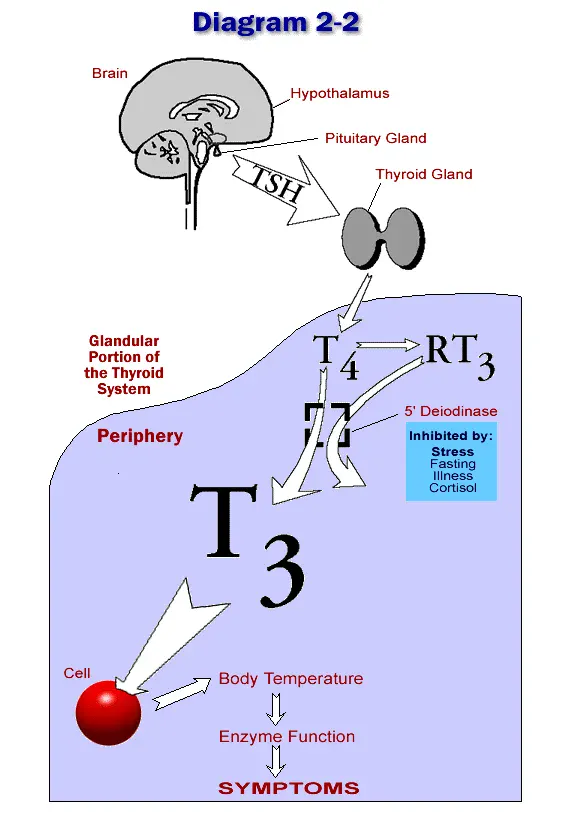 Diagram 2-2
Brain
Hypothalamus
Pituitary Gland
TSH
Thyroid Gland
Glandular
Portion of
the Thyroid
System
T4
RT3
Periphery
5' Deiodinase
Inhibited by:
Stress
Fasting
Illness
Cortisol
T3
Cell
Body Temperature
Enzyme Function
SYMPTOMS